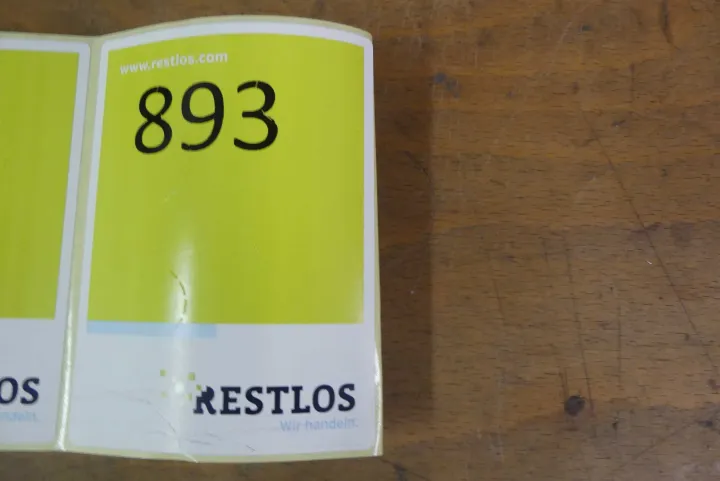 www.restlos.com
893
OS
RESTLOS
Wir handeln.